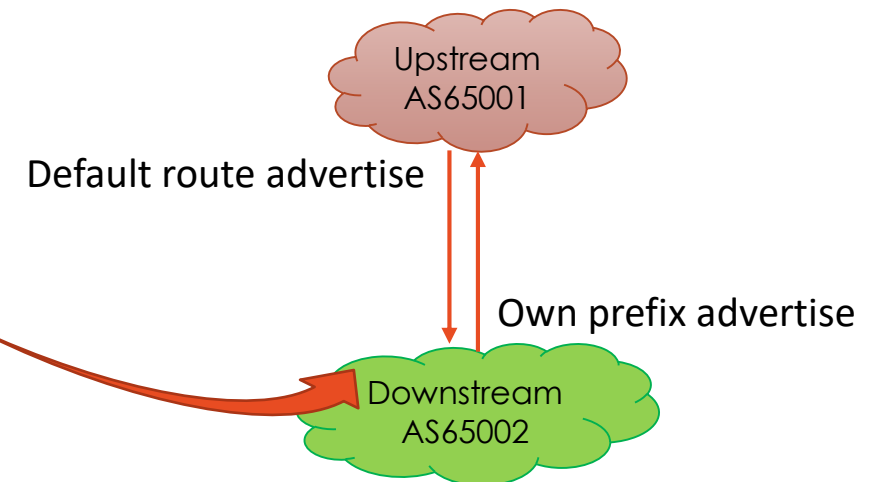 Upstream
AS65001
Default route advertise
Own prefix advertise
Downstream
AS65002